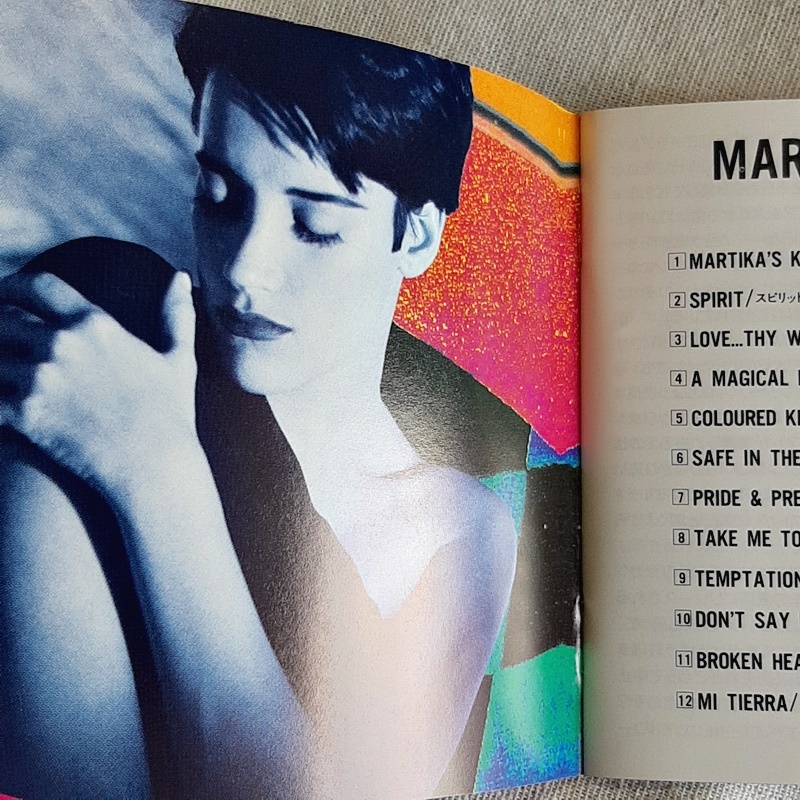 MAR
1 MARTIKA'S K
2 SPIRIT/スピリッ
3 LOVE...THY W
4 A MAGICAL
5 COLOURED KI
6 SAFE IN THE
7 PRIDE & PRE
8 TAKE ME TO
9 TEMPTATION
10 DON'T SAY
11 BROKEN HEA
12 MI TIERRA/